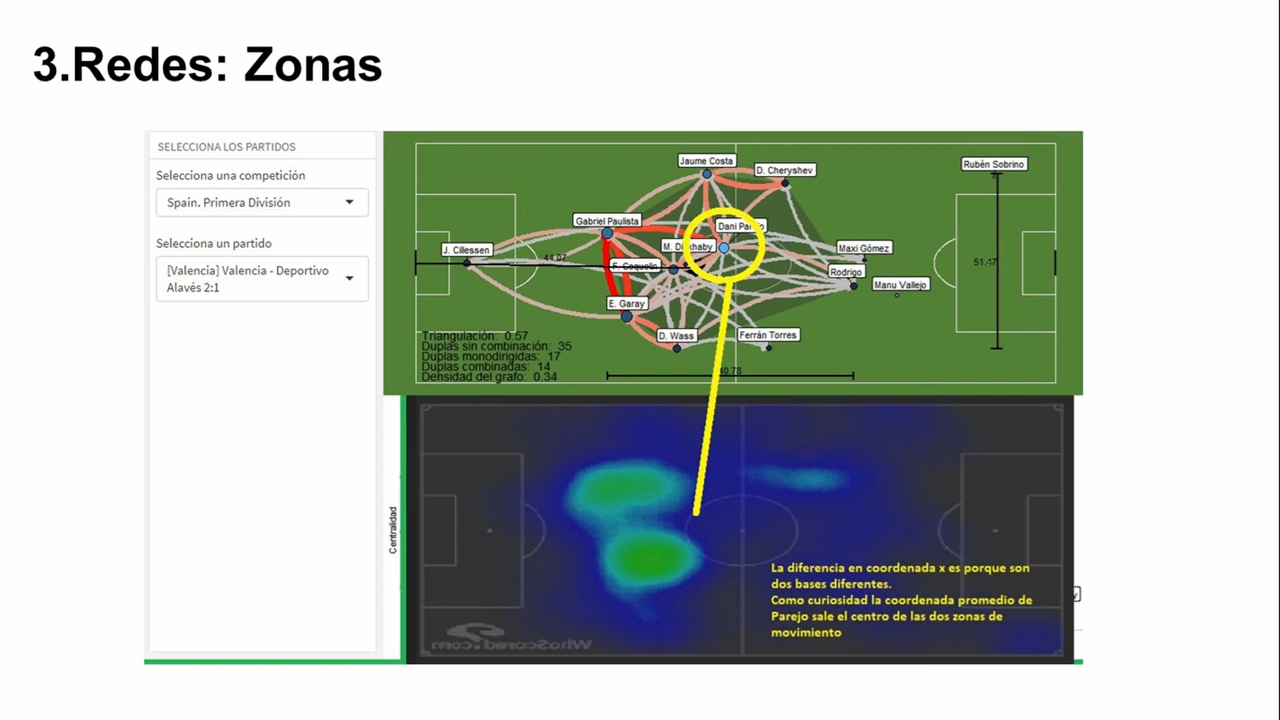 3.Redes: Zonas
SELECCIONA LOS PARTIDOS
Selecciona una competición
Spain. Primera División
Selecciona un partido
[Valencia] Valencia - Deportivo
Alavés 2:1
Jaume Costa
D. Cheryshev
Rubén Sobrino
Gabriel Paulista
Dani
M.
J. Cillessen
44.07
F. Coquelin
Maxi Gómez
Rodrigo
Manu Vallejo
51.47
E. Garay
D. Wass
Ferrán Torres
Triangulación: 0.57
Duplas sin combinación: 35
Duplas monodirigidas: 17
Duplas combinadas: 14
Densidad del grafo: 0.34
Centralidad
La diferencia en coordenada x es porque son
dos bases diferentes.
Como curiosidad la coordenada promedio de
Parejo sale el centro de las dos zonas de
movimiento
WhoScored.com